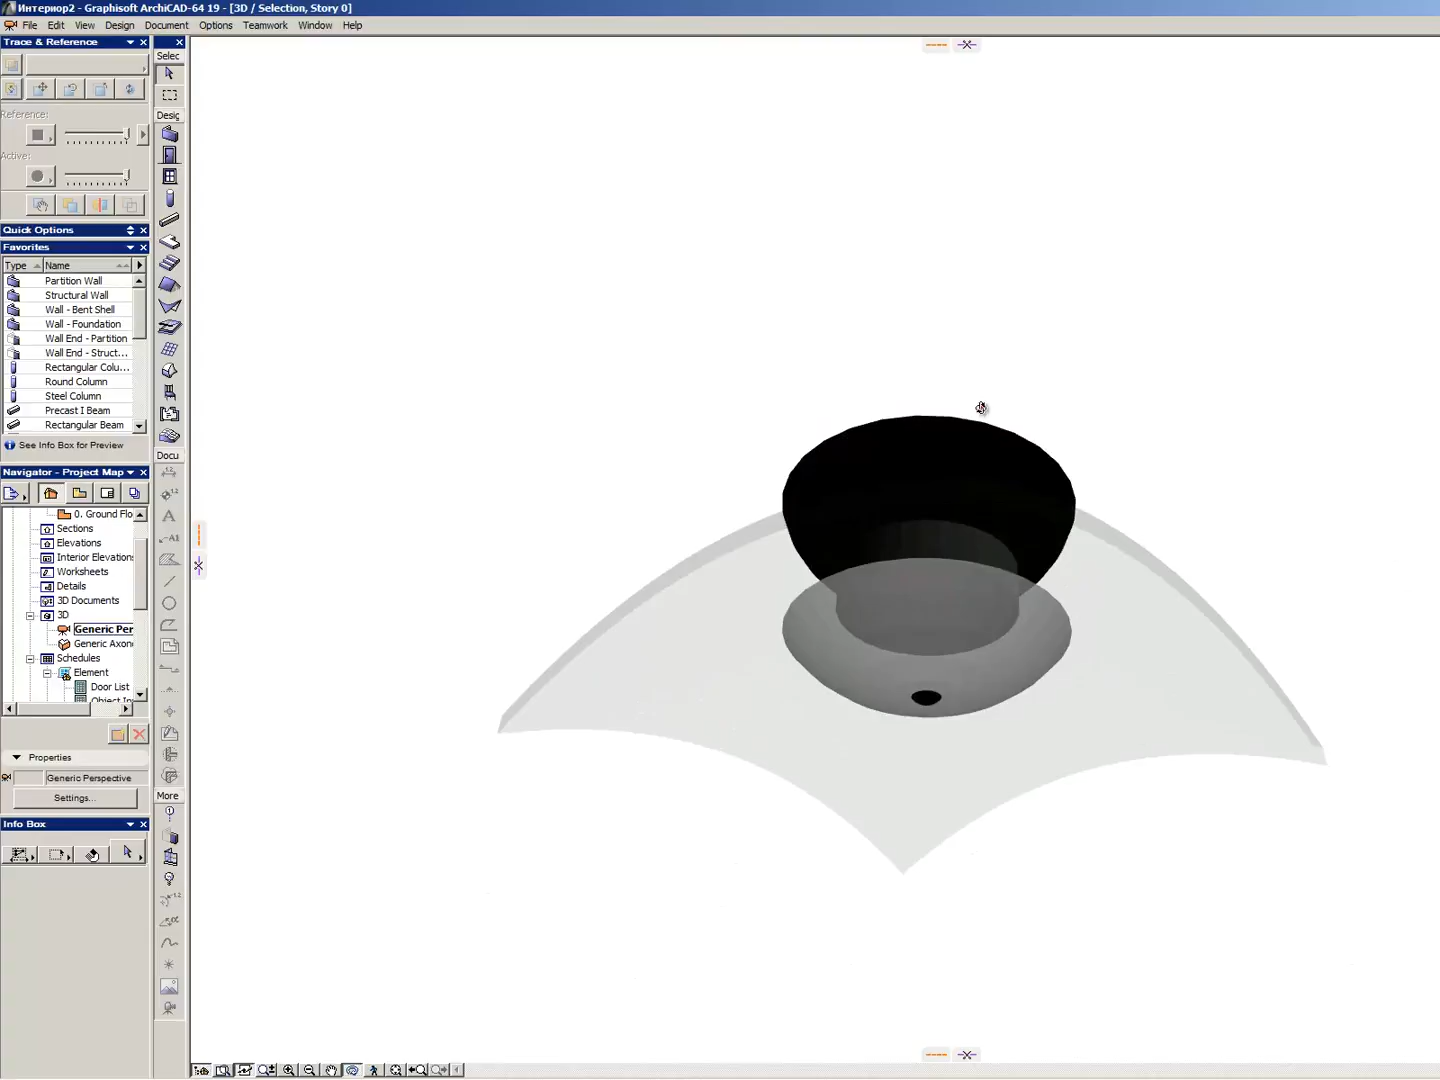 Интериор2 - Graphisoft ArchiCAD-64 19 - [3D / Selection, Story 0]
File Edit View Design Document Options Teamwork Window Help
Trace & Reference
Selec
Desig
Reference:
Active:
Quick Options
Favorites
Type Name
Partition Wall
Structural Wall
Wall - Bent Shell
Wall - Foundation
Wall End - Partition
Wall End - Struct...
Rectangular Colu...
Round Column
Steel Column
Precast I Beam
Rectangular Beam
See Info Box for Preview
Docu
Navigator - Project Map
0. Ground Flo
Sections
Elevations
Interior Elevations
Worksheets
Details
3D Documents
3D
Generic Per
Generic Axon
Schedules
Element
Door List
Properties
Generic Perspective
Settings...
More
Info Box